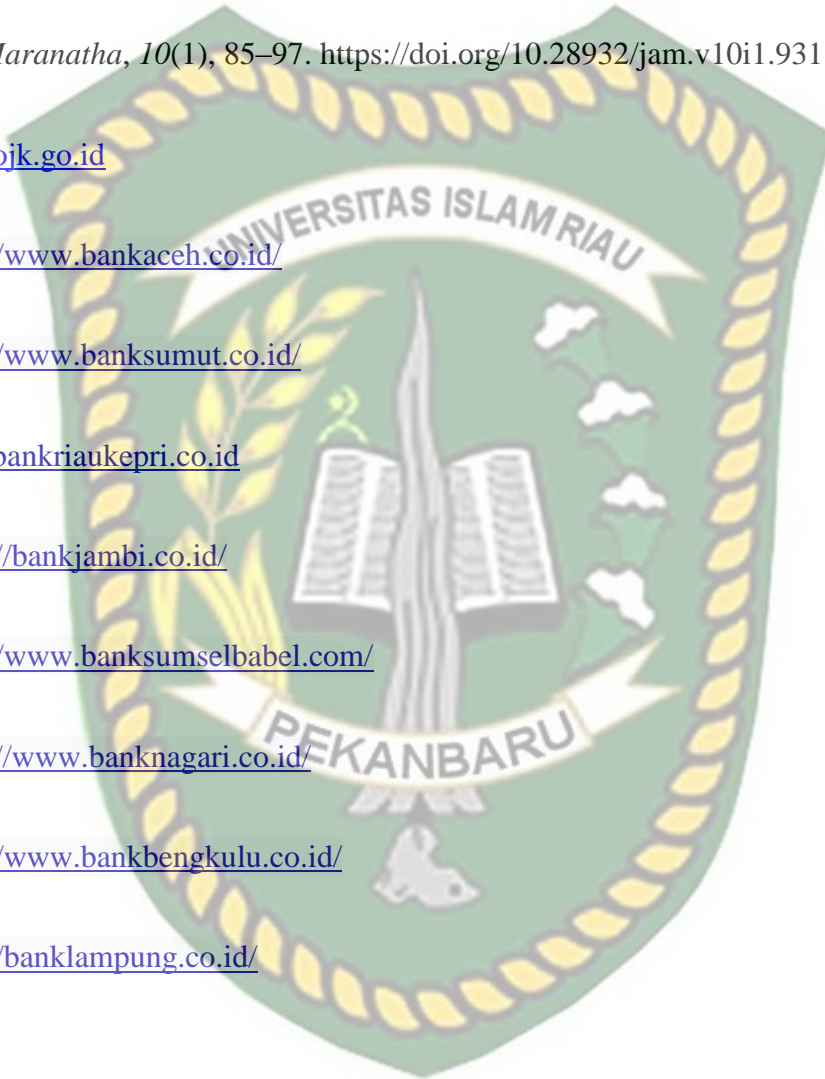 Maranatha, 10(1), 85–97. https://doi.org/10.28932/jam.v10i1.931
ojk.go.id
/www.bankaceh.co.id/
/www.banksumut.co.id/
bankriaukepri.co.id
//bankjambi.co.id/
/www.banksumselbabel.com/
//www.banknagari.co.id/
/www.bankbengkulu.co.id/
/banklampung.co.id/
UNIVERSITAS ISLAM RIAU
PEKANBARU